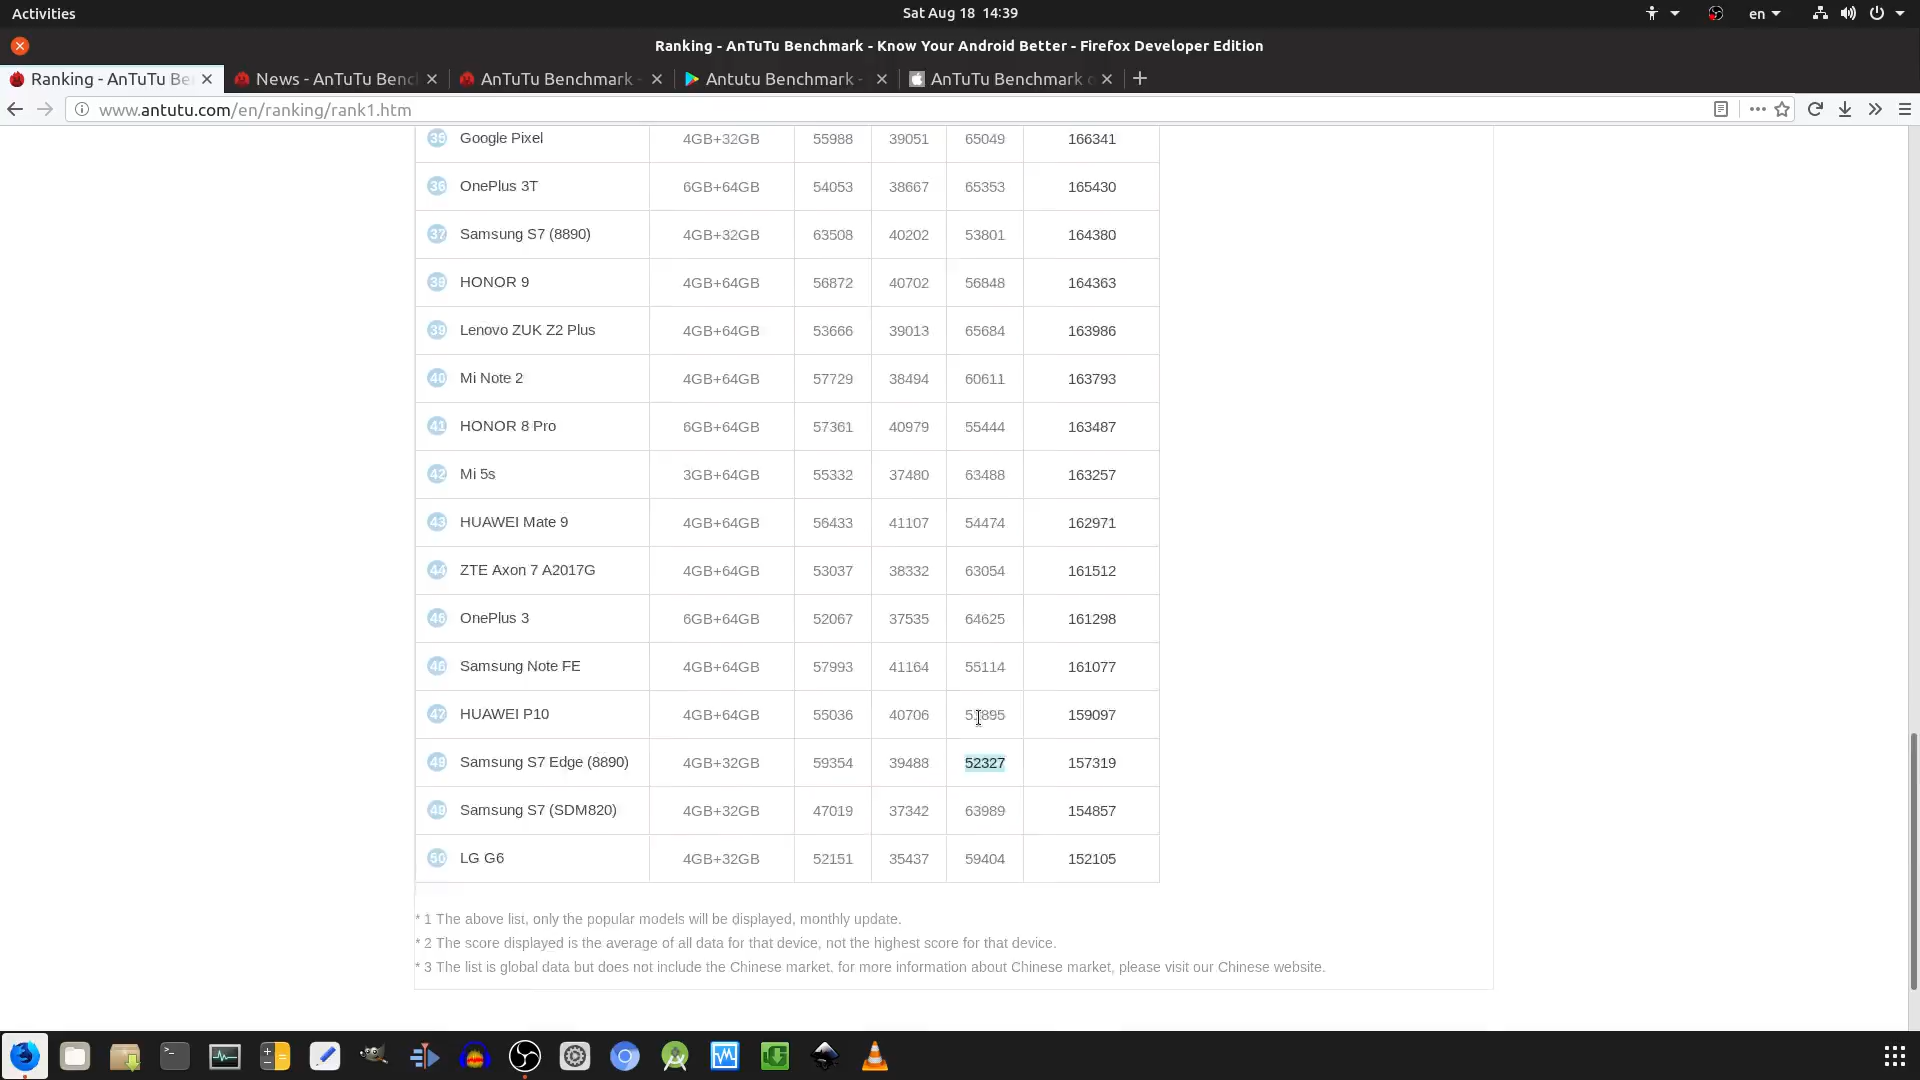 Activities Sat Aug 18 14:39 en
Ranking - AnTuTu Benchmark - Know Your Android Better - Firefox Developer Edition
Ranking - AnTuTu Be News - AnTuTu Benc AnTuTu Benchmark - Antutu Benchmark - AnTuTu Benchmark
www.antutu.com/en/ranking/rank1.htm
35 Google Pixel 4GB+32GB 55988 39051 65049 166341
36 OnePlus 3T 6GB+64GB 54053 38667 65353 165430
37 Samsung S7 (8890) 4GB+32GB 63508 40202 53801 164380
38 HONOR 9 4GB+64GB 56872 40702 56848 164363
39 Lenovo ZUK Z2 Plus 4GB+64GB 53666 39013 65684 163986
40 Mi Note 2 4GB+64GB 57729 38494 60611 163793
41 HONOR 8 Pro 6GB+64GB 57361 40979 55444 163487
42 Mi 5s 3GB+64GB 55332 37480 63488 163257
43 HUAWEI Mate 9 4GB+64GB 56433 41107 54474 162971
44 ZTE Axon 7 A2017G 4GB+64GB 53037 38332 63054 161512
45 OnePlus 3 6GB+64GB 52067 37535 64625 161298
46 Samsung Note FE 4GB+64GB 57993 41164 55114 161077
47 HUAWEI P10 4GB+64GB 55036 40706 159097
48 Samsung S7 Edge (8890) 4GB+32GB 59354 39488 52327 157319
49 Samsung S7 (SDM820) 4GB+32GB 47019 37342 63989 154857
50 LG G6 4GB+32GB 52151 35437 59404 152105
* 1 The above list, only the popular models will be displayed, monthly update.
* 2 The score displayed is the average of all data for that device, not the highest score for that device.
* 3 The list is global data but does not include the Chinese market. for more information about Chinese market, please visit our Chinese website.